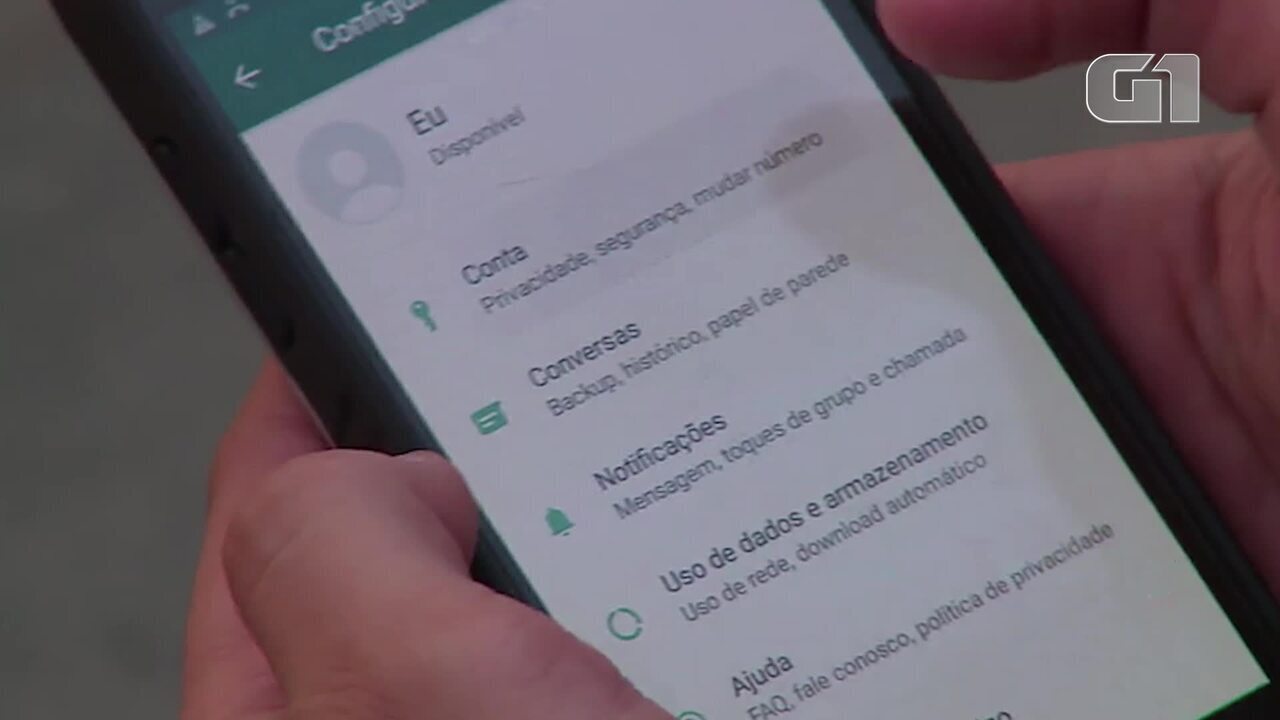 G1
Eu
Disponível
Conta
Privacidade, segurança, mudar número
Conversas
Backup, histórico, papel de parede
Notificações
Mensagem, toques de grupo e chamada
Uso de dados e armazenamento
Uso de rede, download automático
Ajuda
FAQ, fale conosco, política de privacidade